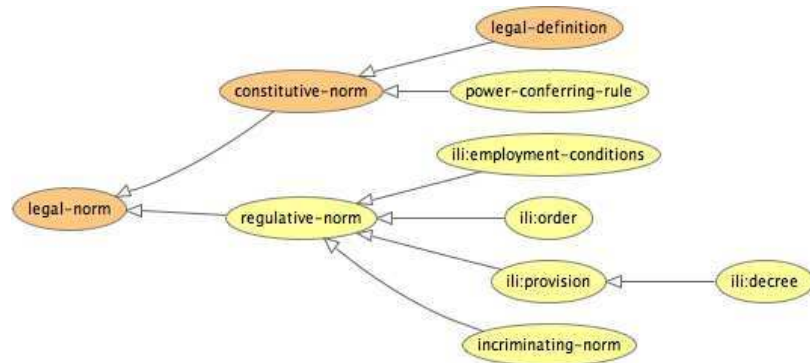 legal-definition
constitutive-norm
power-conferring-rule
ili:employment-conditions
legal-norm
regulative-norm
ili:order
ili:provision
ili:decree
incriminating-norm